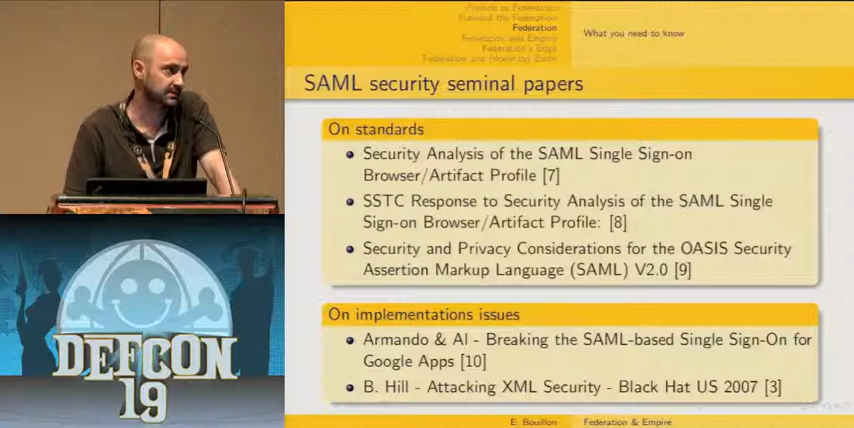 Prelude to Federation
Forward the Federation
Federation
Federation and Empire
Federation's Edge
Federation and (down to) Earth
What you need to know
SAML security seminal papers
On standards
Security Analysis of the SAML Single Sign-on
Browser/Artifact Profile [7]
SSTC Response to Security Analysis of the SAML Single
Sign-on Browser/Artifact Profile: [8]
Security and Privacy Considerations for the OASIS Security
Assertion Markup Language (SAML) V2.0 [9]
On implementations issues
Armando & Al - Breaking the SAML-based Single Sign-On for
Google Apps [10]
B. Hill - Attacking XML Security - Black Hat US 2007 [3]
E. Bouillon
Federation & Empire
DEFCON
19